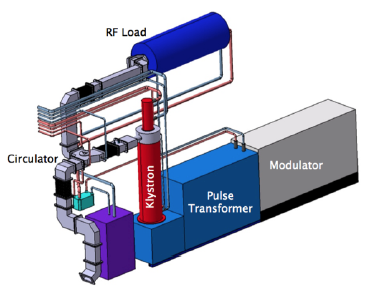 RF Load
Circulator
Klystron
Pulse
Transformer
Modulator